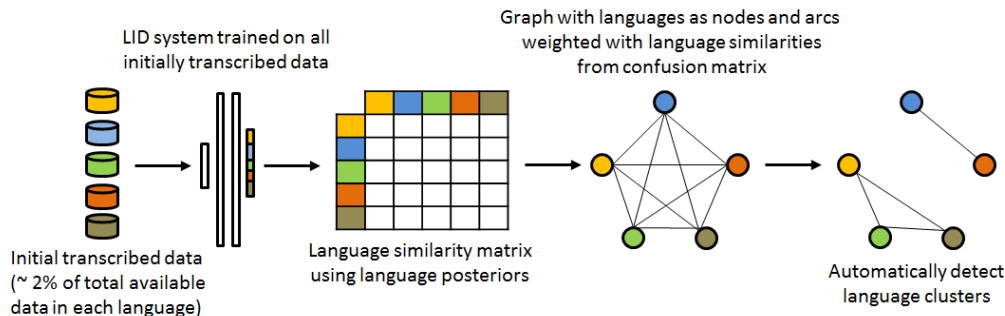 LID system trained on all
initially transcribed data
Graph with languages as nodes and arcs
weighted with language similarities
from confusion matrix
Initial transcribed data
(~ 2% of total available
data in each language)
Language similarity matrix
using language posteriors
Automatically detect
language clusters